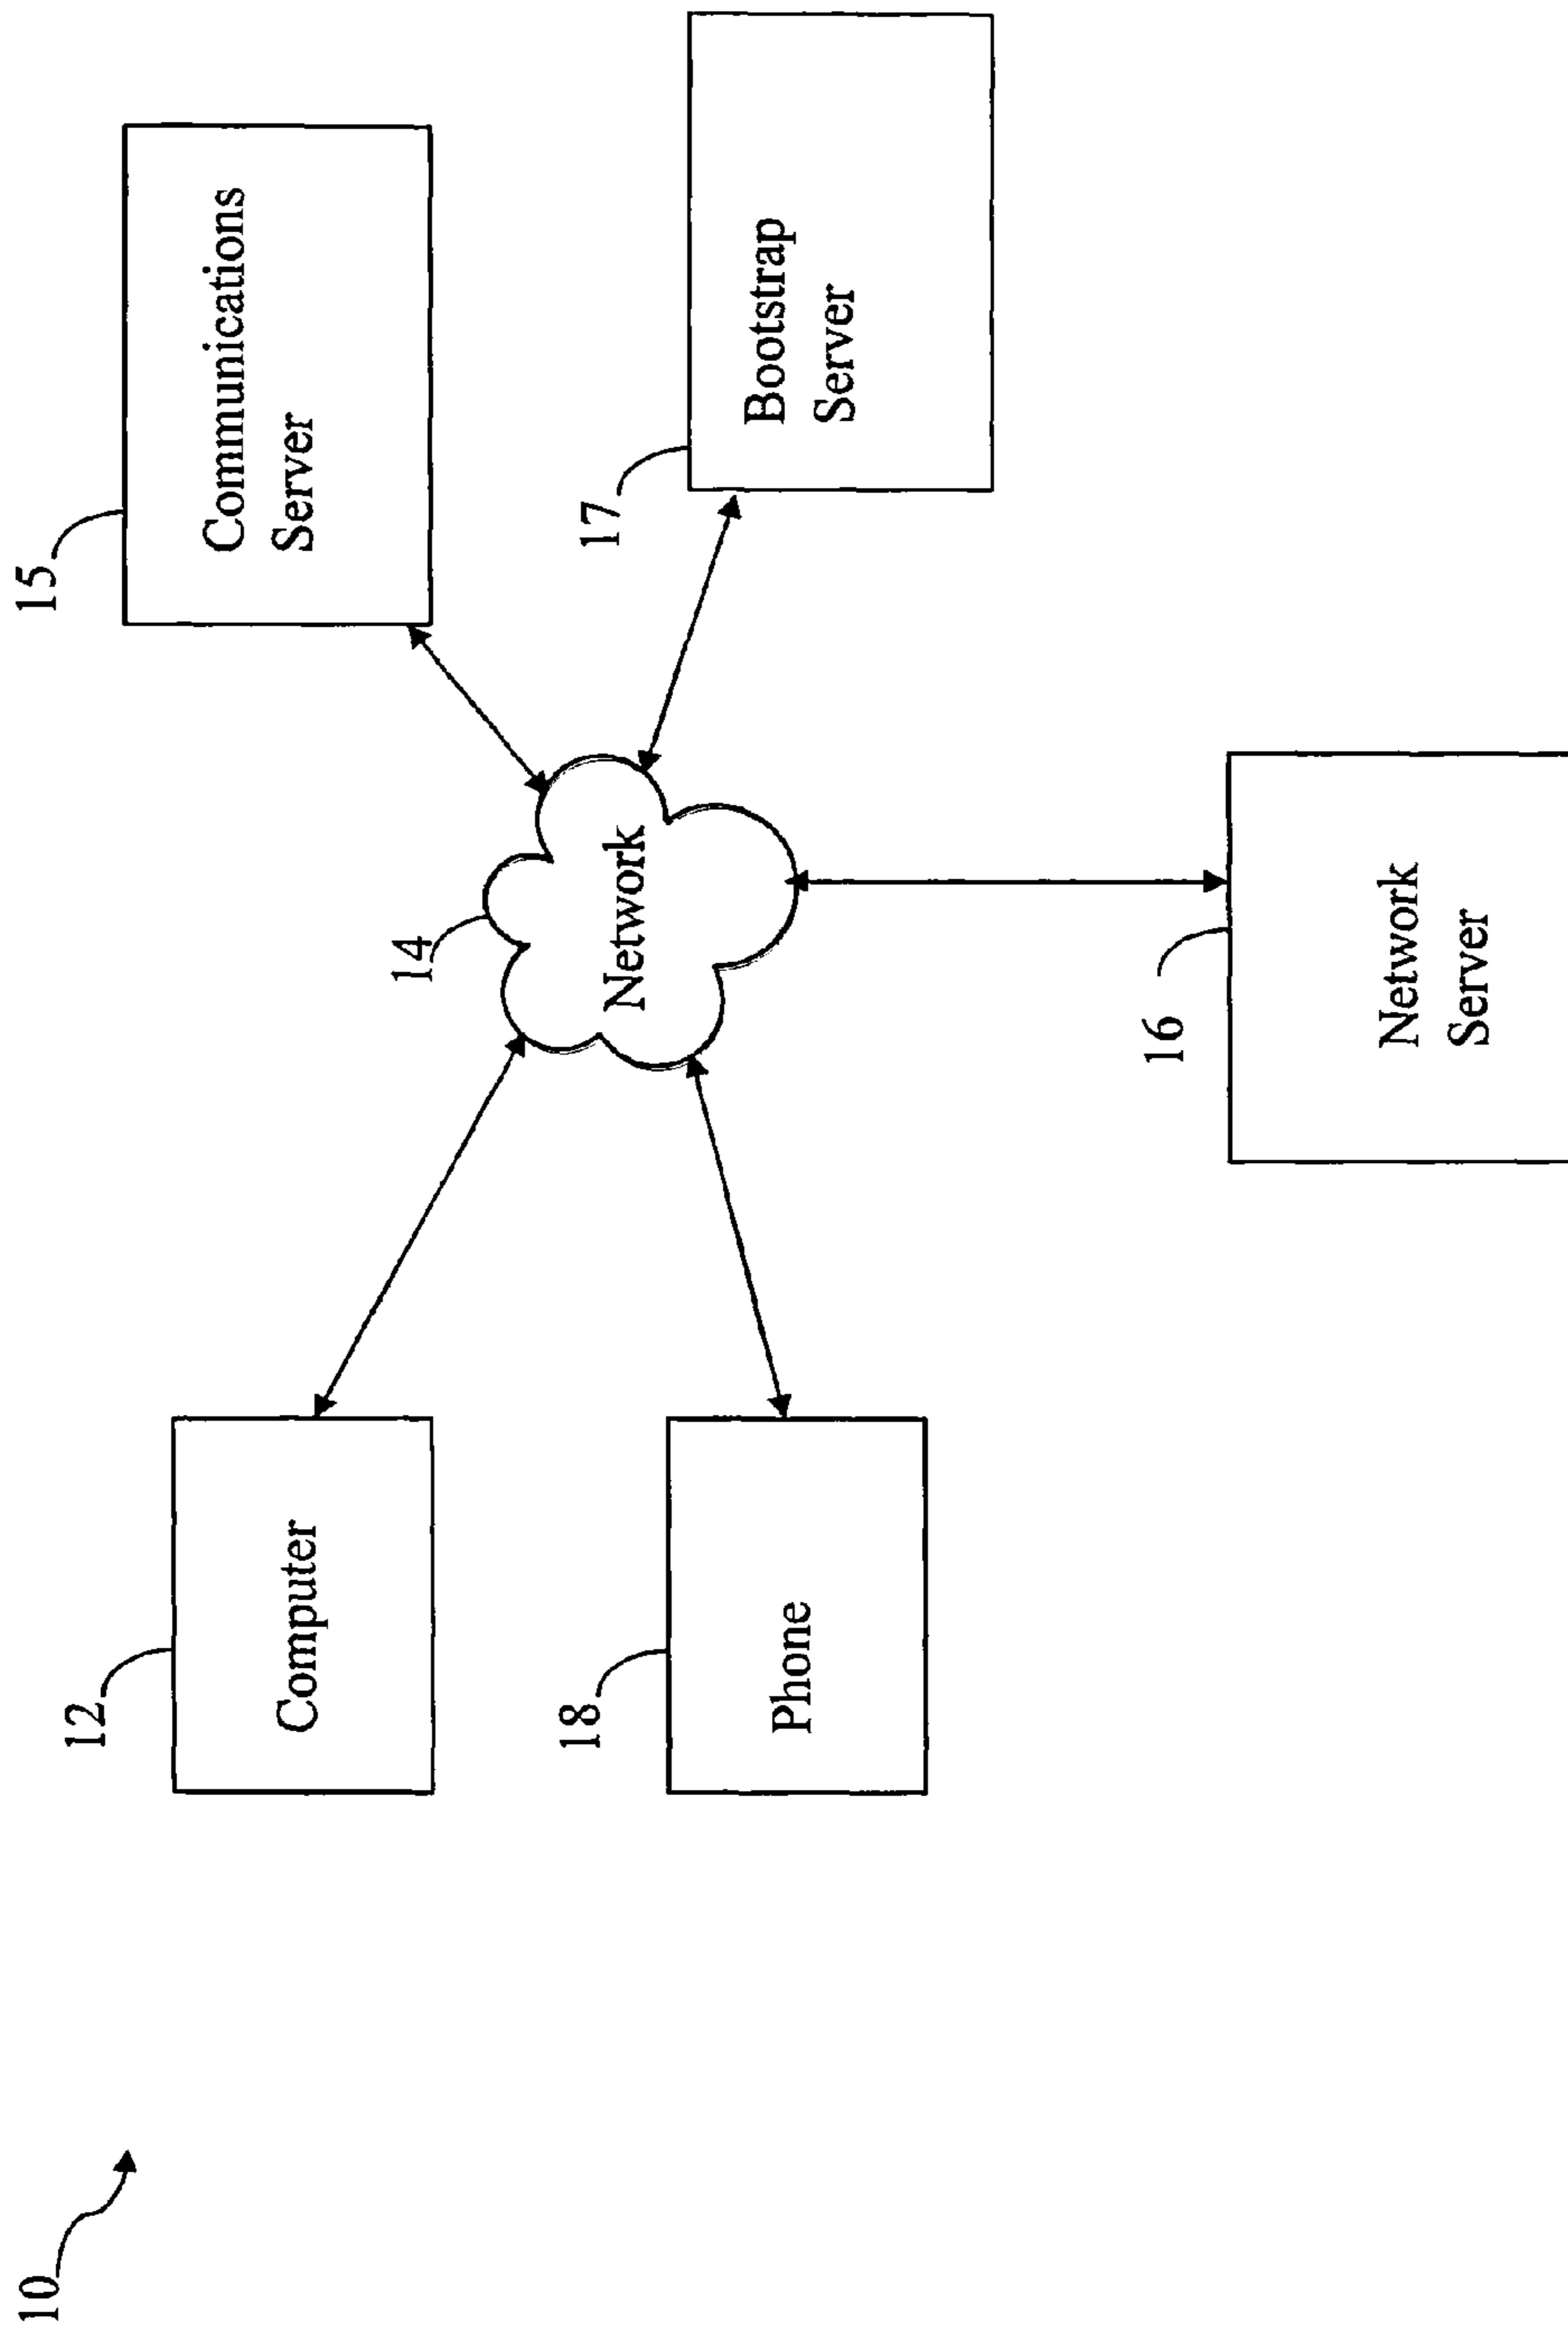 10
12
Computer
14
Network
15
Communications
Server
18
Phone
17
Bootstrap
Server
16
Network
Server